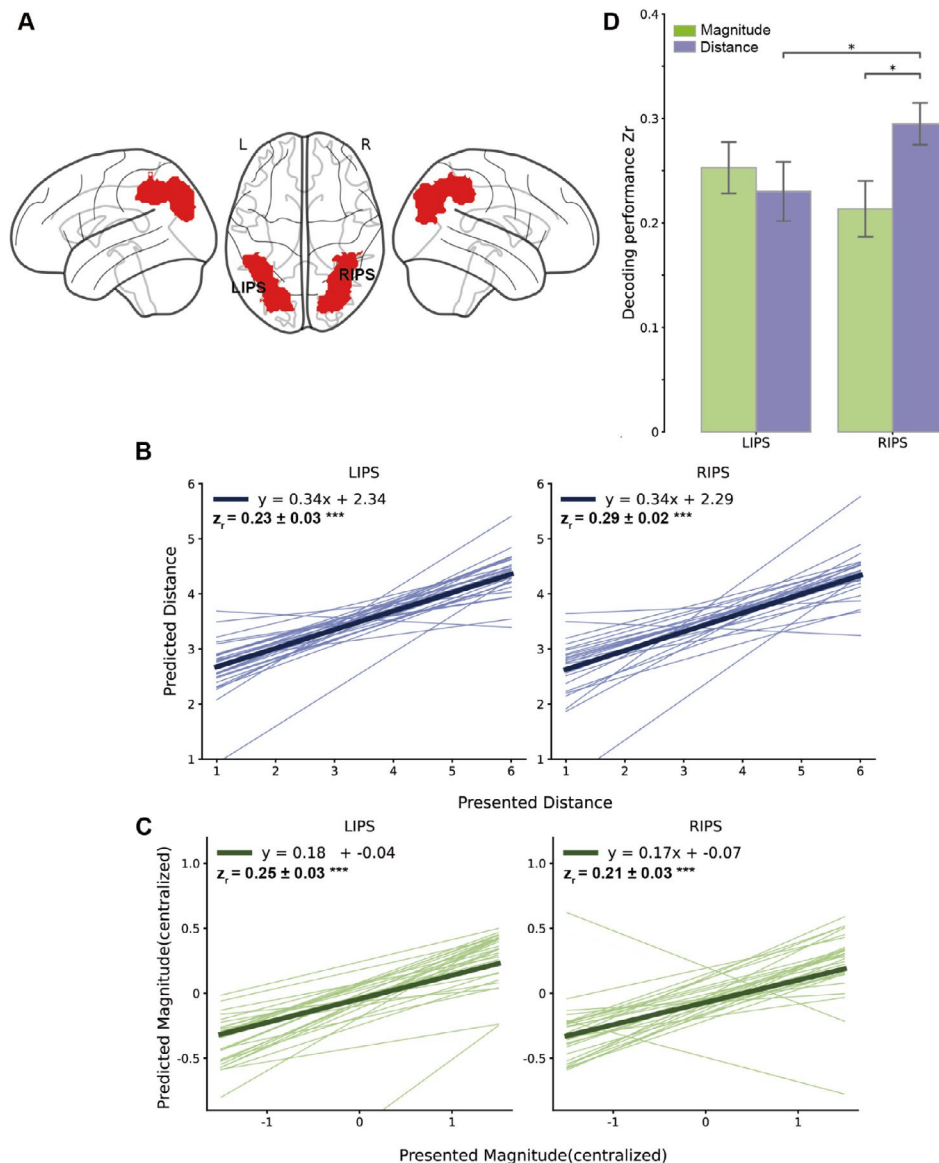 A
L
R
LIPS
RIPS
D
Magnitude
Distance
*
*
Decoding performance Zr
0.4
0.3
0.2
0.1
0
LIPS
RIPS
B
LIPS
y = 0.34x + 2.34
zr = 0.23 ± 0.03 ***
Predicted Distance
6
5
4
3
2
1
1 2 3 4 5 6
RIPS
y = 0.34x + 2.29
zr = 0.29 ± 0.02 ***
6
5
4
3
2
1
1 2 3 4 5 6
Presented Distance
C
LIPS
y = 0.18 + -0.04
zr = 0.25 ± 0.03 ***
Predicted Magnitude(centralized)
1.0
0.5
0
-0.5
-1 0 1
RIPS
y = 0.17x + -0.07
zr = 0.21 ± 0.03 ***
1.0
0.5
0
-0.5
-1 0 1
Presented Magnitude(centralized)